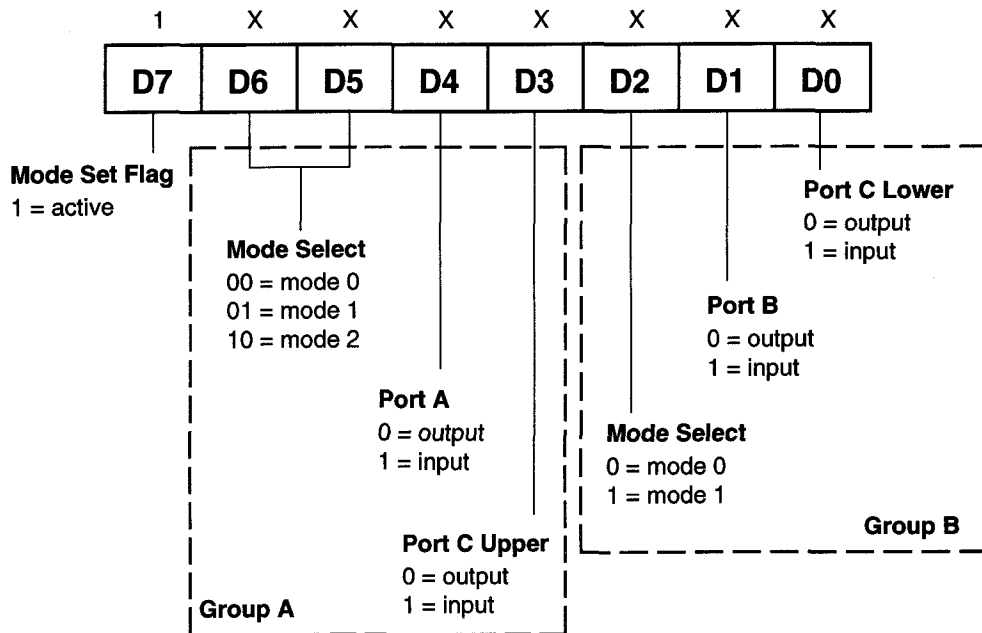 1 X X X X X X X
D7 D6 D5 D4 D3 D2 D1 D0
Mode Set Flag
1 = active
Mode Select
00 = mode 0
01 = mode 1
10 = mode 2
Port A
0 = output
1 = input
Port C Upper
0 = output
1 = input
Group A
Port C Lower
0 = output
1 = input
Port B
0 = output
1 = input
Mode Select
0 = mode 0
1 = mode 1
Group B